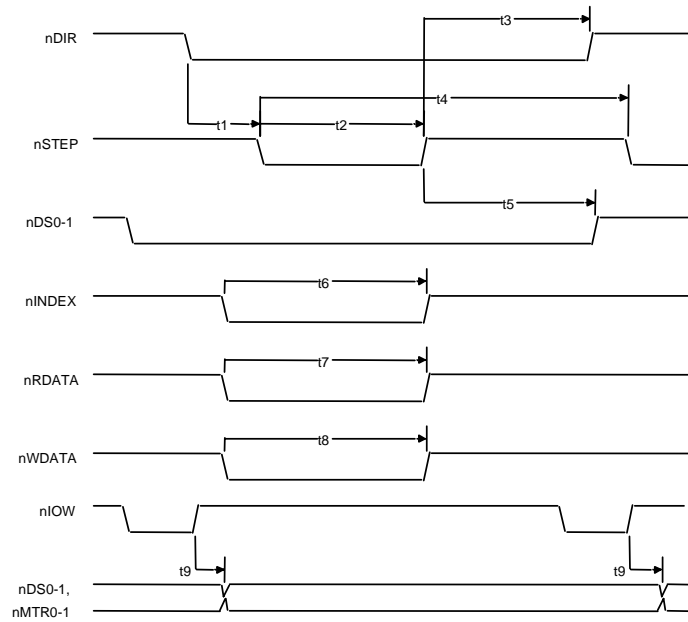 t3
nDIR
t4
t1
t2
nSTEP
t5
nDS0-1
t6
nINDEX
t7
nRDATA
t8
nWDATA
nIOW
t9
t9
nDS0-1,
nMTR0-1